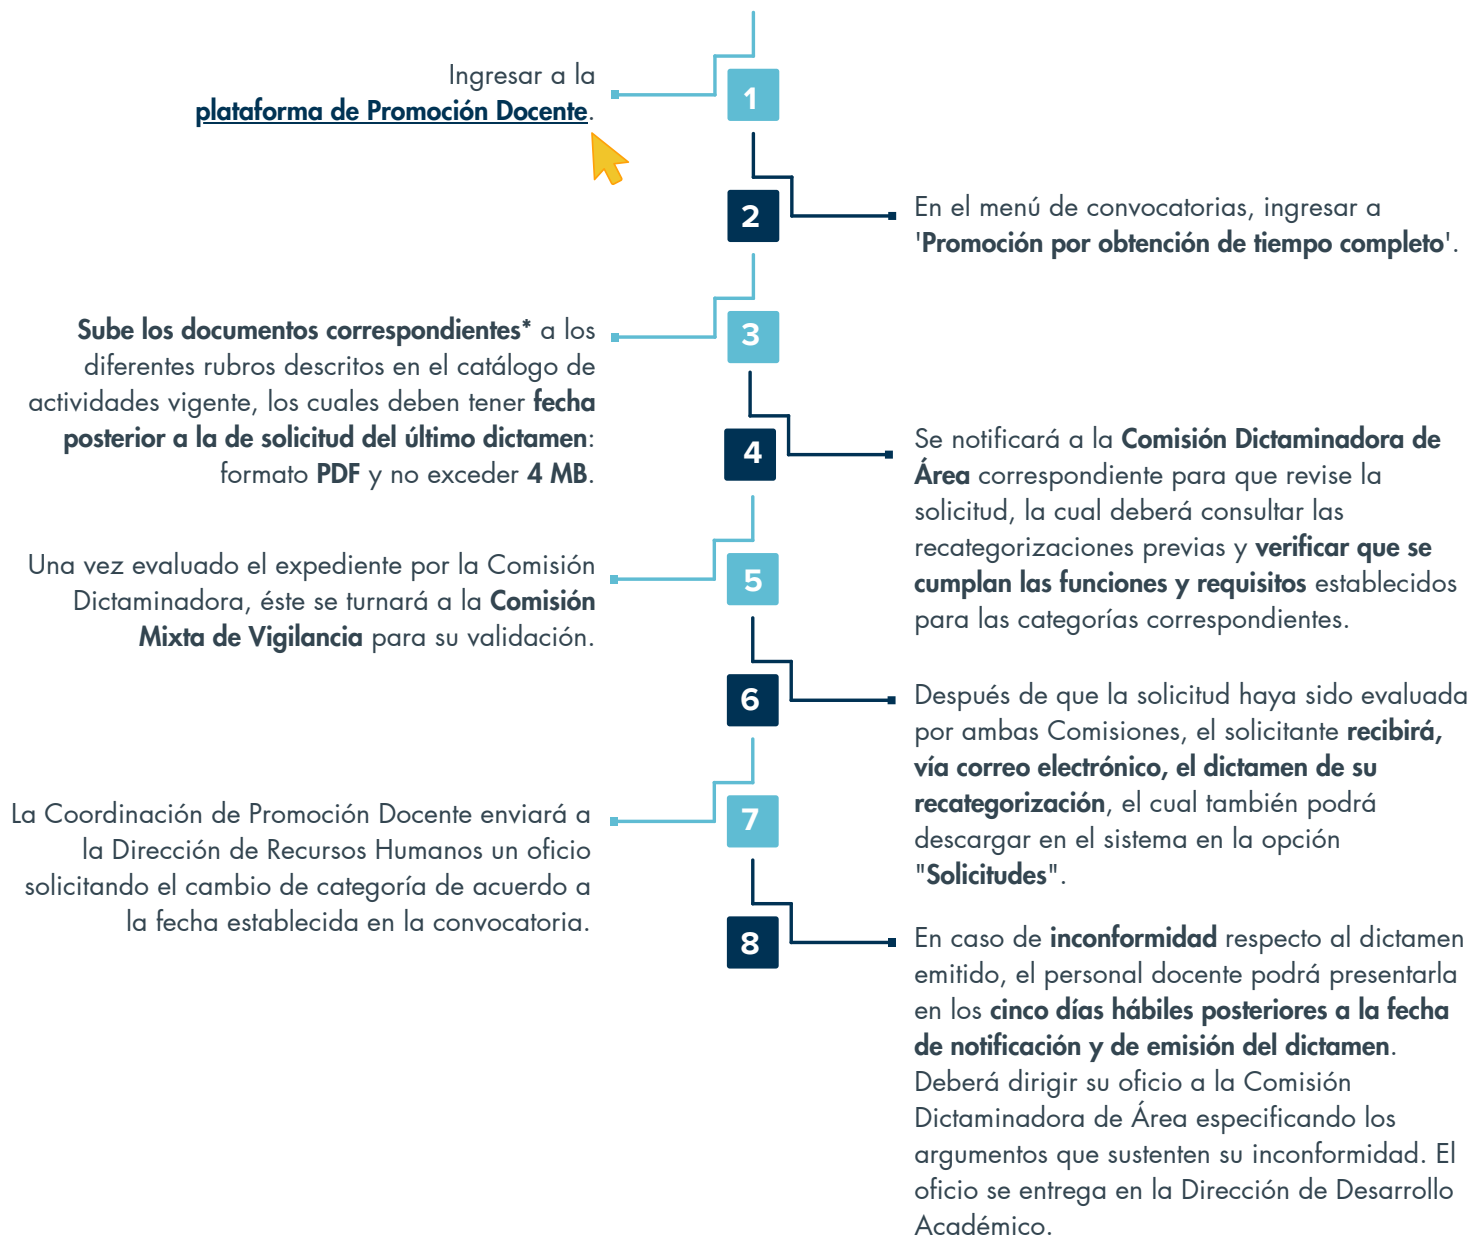 1
Ingresar a la
plataforma de Promoción Docente.
2
En el menú de convocatorias, ingresar a
'Promoción por obtención de tiempo completo'.
3
Sube los documentos correspondientes* a los
diferentes rubros descritos en el catálogo de
actividades vigente, los cuales deben tener fecha
posterior a la de solicitud del último dictamen:
formato PDF y no exceder 4 MB.
4
Se notificará a la Comisión Dictaminadora de
Área correspondiente para que revise la
solicitud, la cual deberá consultar las
recategorizaciones previas y verificar que se
cumplan las funciones y requisitos establecidos
para las categorías correspondientes.
5
Una vez evaluado el expediente por la Comisión
Dictaminadora, éste se turnará a la Comisión
Mixta de Vigilancia para su validación.
6
Después de que la solicitud haya sido evaluada
por ambas Comisiones, el solicitante recibirá,
vía correo electrónico, el dictamen de su
recategorización, el cual también podrá
descargar en el sistema en la opción
"Solicitudes".
7
La Coordinación de Promoción Docente enviará a
la Dirección de Recursos Humanos un oficio
solicitando el cambio de categoría de acuerdo a
la fecha establecida en la convocatoria.
8
En caso de inconformidad respecto al dictamen
emitido, el personal docente podrá presentarla
en los cinco días hábiles posteriores a la fecha
de notificación y de emisión del dictamen.
Deberá dirigir su oficio a la Comisión
Dictaminadora de Área especificando los
argumentos que sustenten su inconformidad. El
oficio se entrega en la Dirección de Desarrollo
Académico.